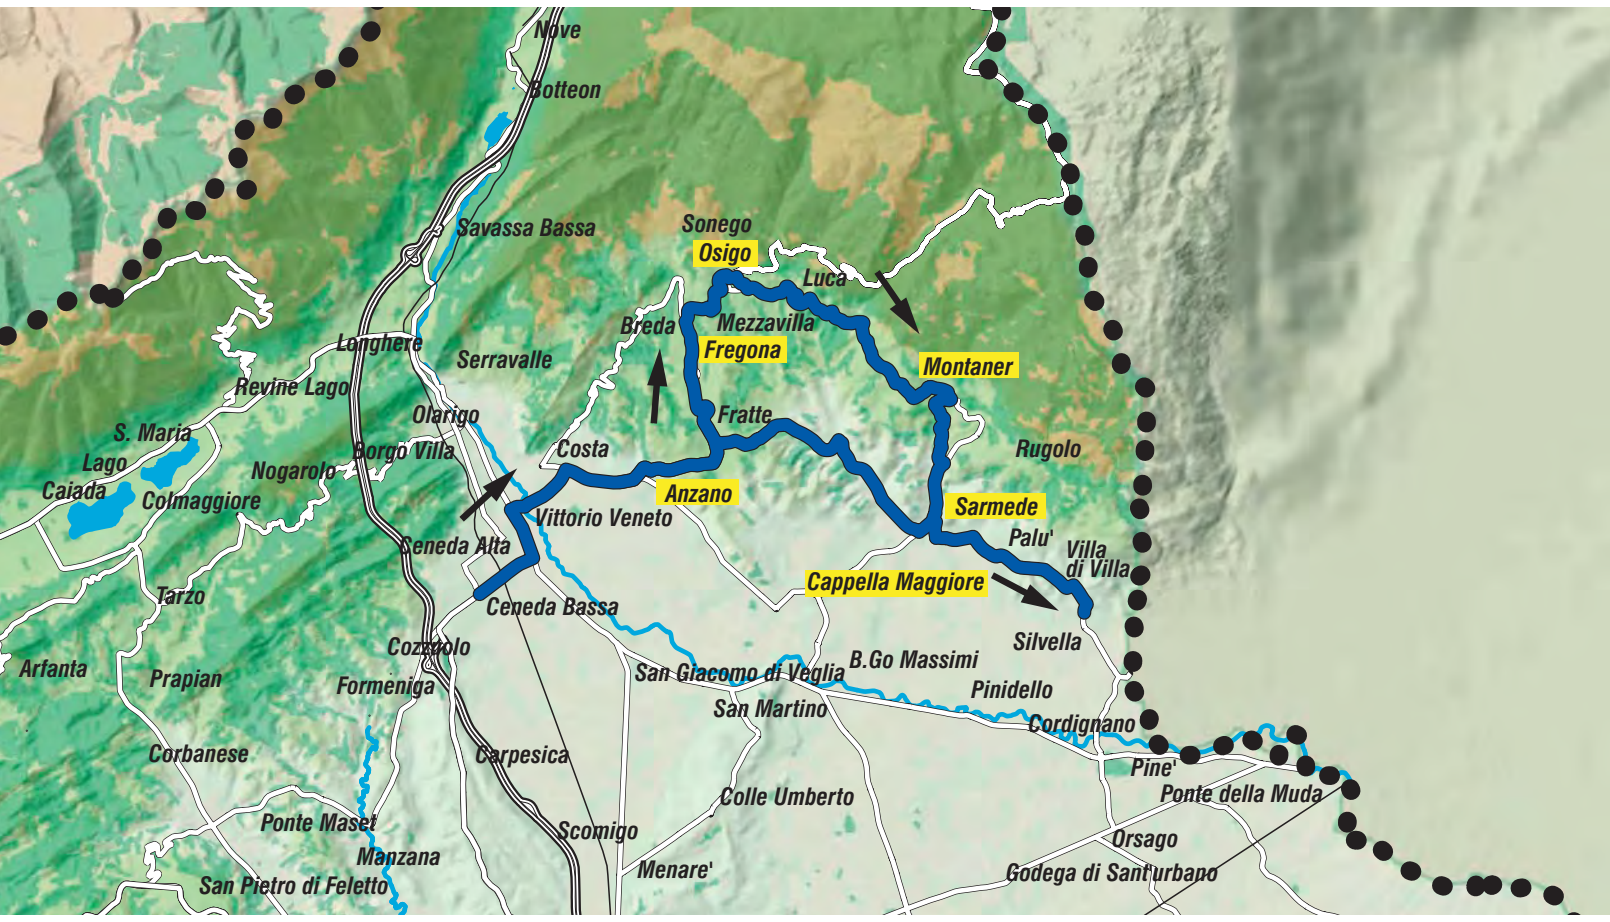 Nove
Botteon
Savassa Bassa
Sonego
Osigo
Luca
Breda
Mezzavilla
Longhere
Serravalle
Fregona
Montaner
Revine Lago
Olarigo
Fratte
S. Maria
Borgo Villa
Costa
Rugolo
Lago
Nogarolo
Caiada
Colmaggiore
Anzano
Sarmede
Vittorio Veneto
Ceneda Alta
Palu'
Villa
di Villa
Cappella Maggiore
Tarzo
Ceneda Bassa
Silvella
Cozzuolo
Arfanta
Prapian
Formeniga
San Giacomo di Veglia
B.Go Massimi
Pinidello
San Martino
Cordignano
Corbanese
Carpesica
Pine'
Colle Umberto
Ponte della Muda
Ponte Maset
Scomigo
Orsago
Manzana
Menare'
Godega di Sant'urbano
San Pietro di Feletto